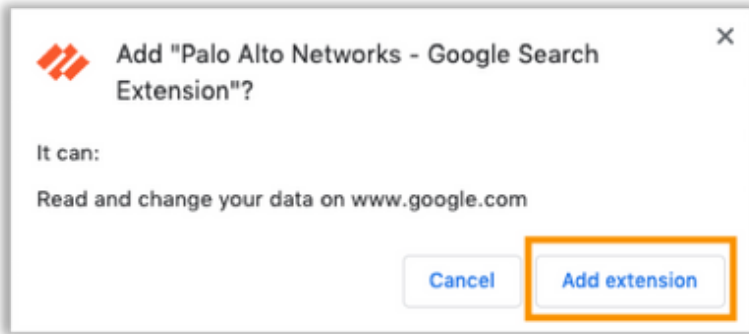 Add "Palo Alto Networks - Google Search
Extension"?
It can:
Read and change your data on www.google.com
Cancel
Add extension